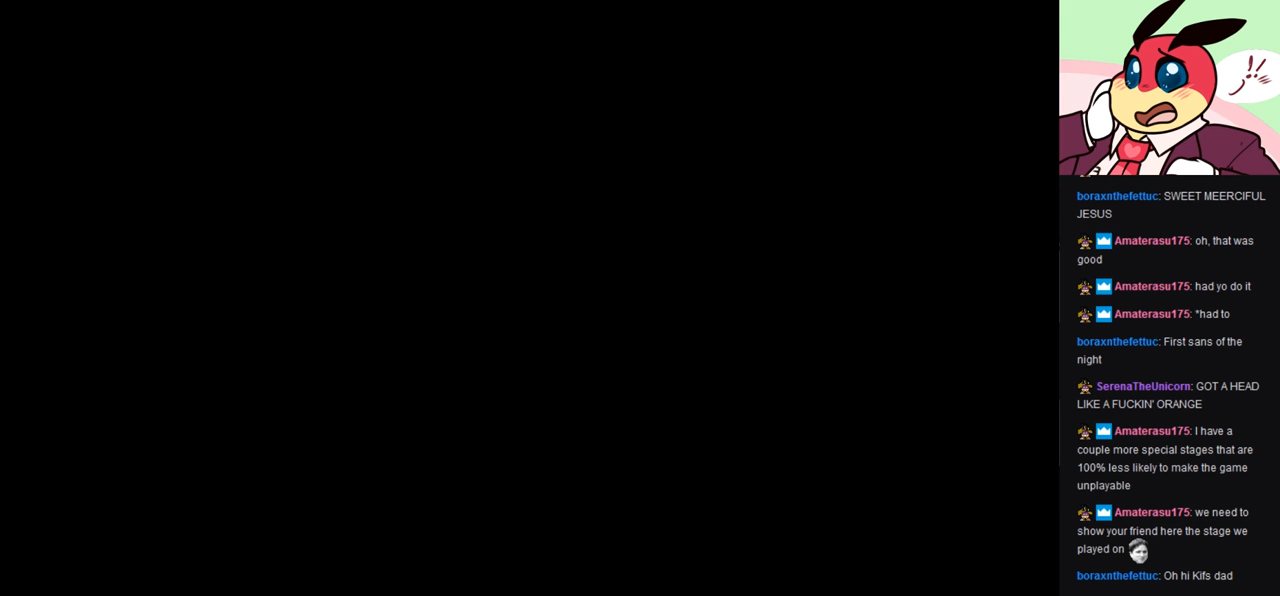 !!
boraxnthefettuc: SWEET MEERCIFUL
JESUS
Amaterasu175: oh, that was
good
Amaterasu175: had yo do it
Amaterasu175: *had to
boraxnthefettuc: First sans of the
night
SerenaTheUnicorn: GOT A HEAD
LIKE A FUCKIN' ORANGE
Amaterasu175: I have a
couple more special stages that are
100% less likely to make the game
unplayable
Amaterasu175: we need to
show your friend here the stage we
played on
boraxnthefettuc: Oh hi Kifs dad